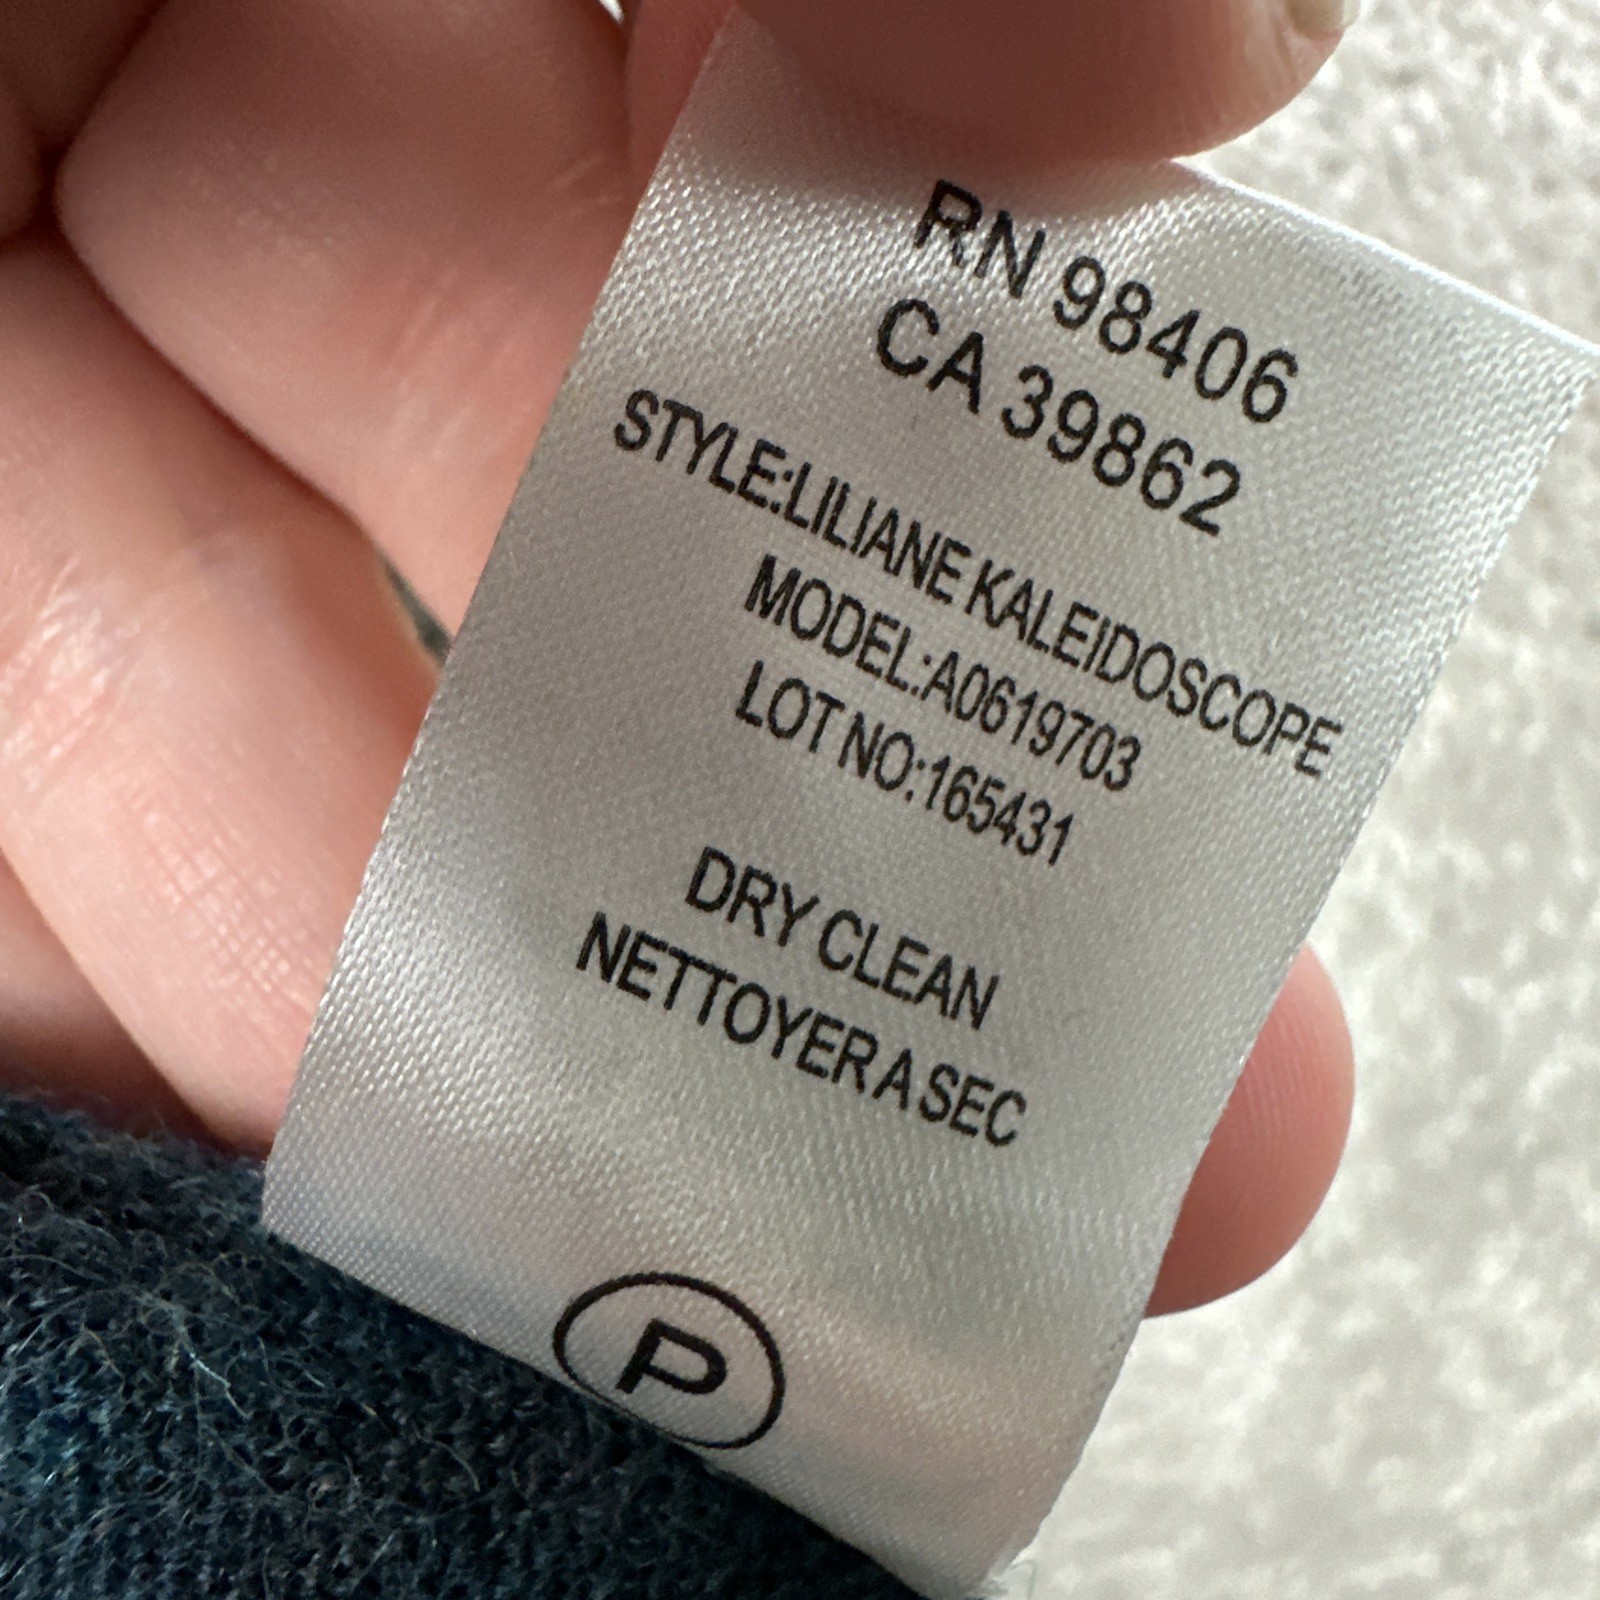 RN 98406
CA 39862
STYLE:LILIANE KALEIDOSCOPE
MODEL:A0619703
LOT NO:165431
DRY CLEAN
NETTOYER A SEC
P